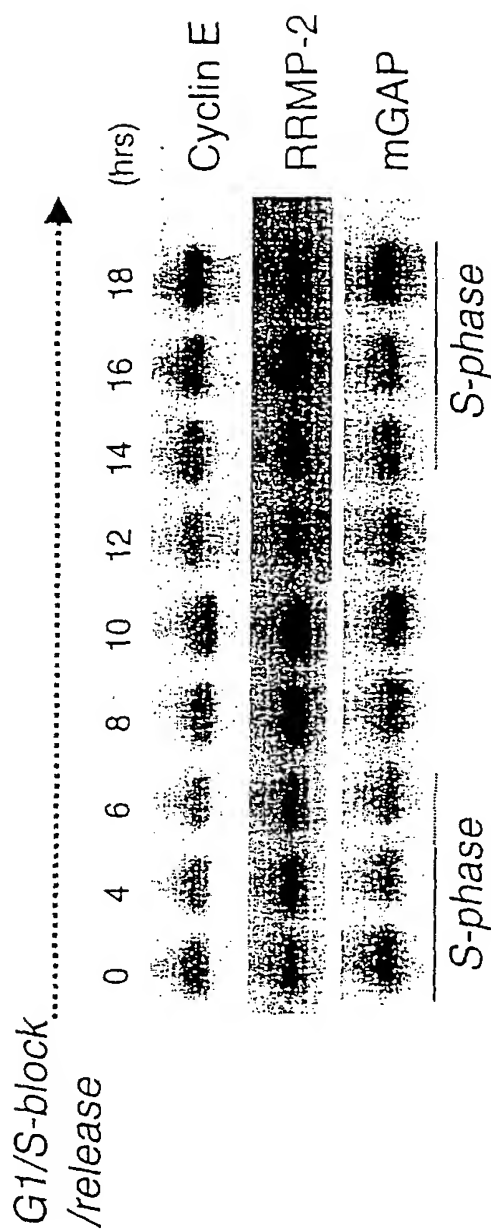 G1/S-block
/release
0 4 6 8 10 12 14 16 18 (hrs)
Cyclin E
RRMP-2
mGAP
S-phase S-phase